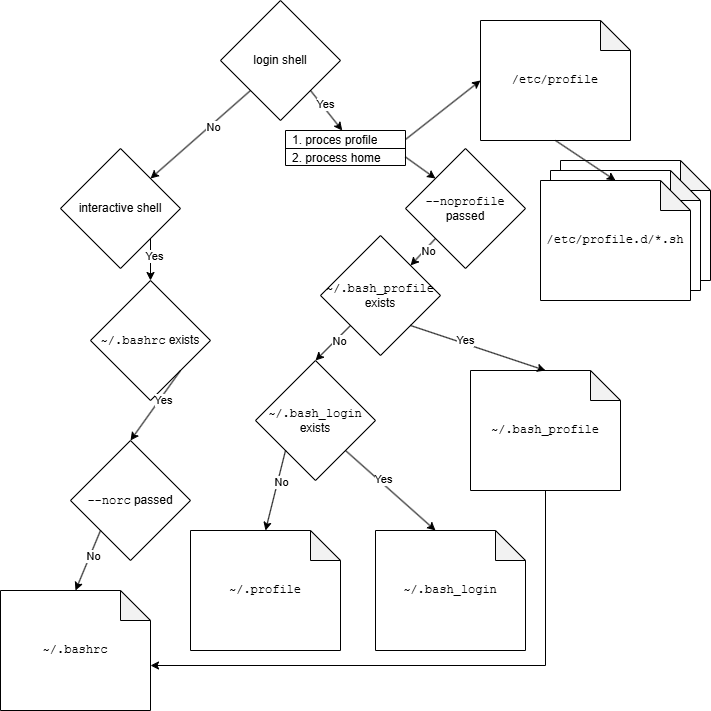 login shell
Yes
No
1. proces profile
2. process home
/etc/profile
interactive shell
--noprofile
passed
/etc/profile.d/*.sh
Yes
No
~/.bash_profile
exists
~/.bashrc exists
No
Yes
Yes
~/.bash_login
exists
~/.bash_profile
No
Yes
--norc passed
No
~/.profile
~/.bash_login
~/.bashrc